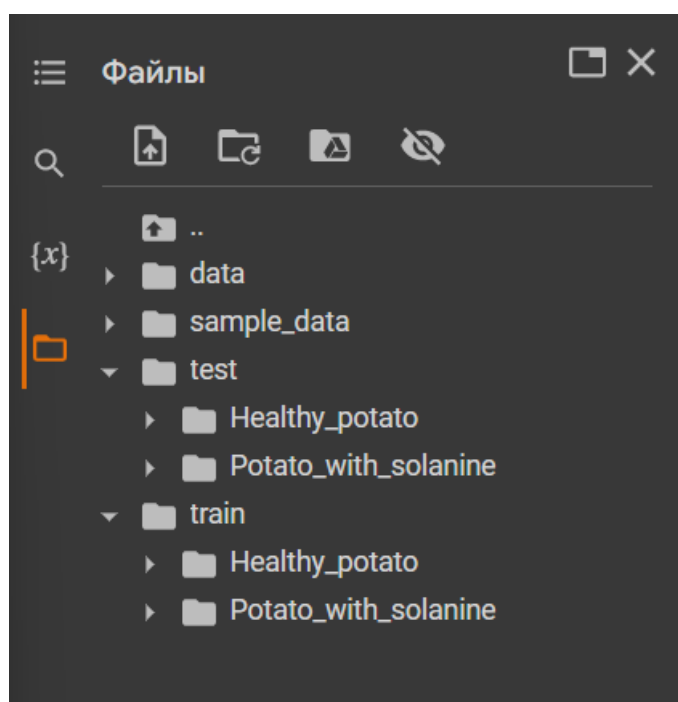 Файлы
..
{x}
data
sample_data
test
Healthy_potato
Potato_with_solanine
train
Healthy_potato
Potato_with_solanine